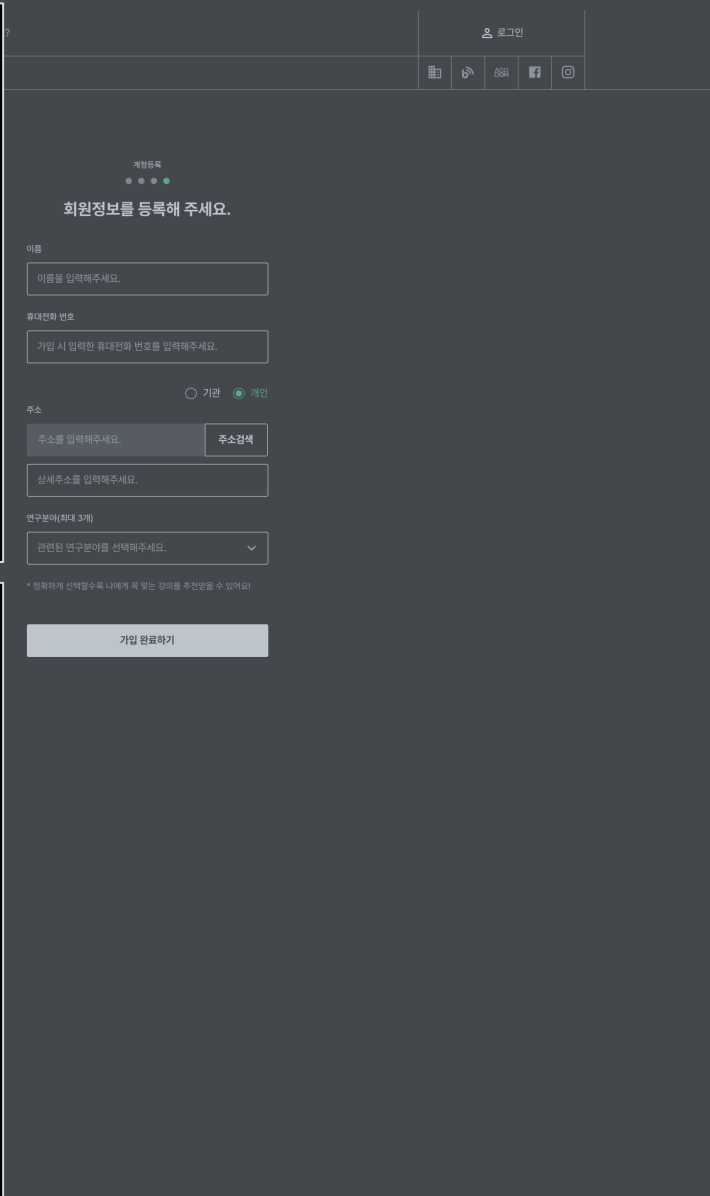 ?
로그인
계정등록
회원정보를 등록해 주세요.
이름
이름을 입력해주세요.
휴대전화 번호
가입 시 입력한 휴대전화 번호를 입력해주세요.
기관 개인
주소
주소를 입력해주세요. 주소검색
상세주소를 입력해주세요.
연구분야(최대 3개)
관련된 연구분야를 선택해주세요.
* 정확하게 선택할수록 나에게 꼭 맞는 강의를 추천받을 수 있어요!
가입 완료하기